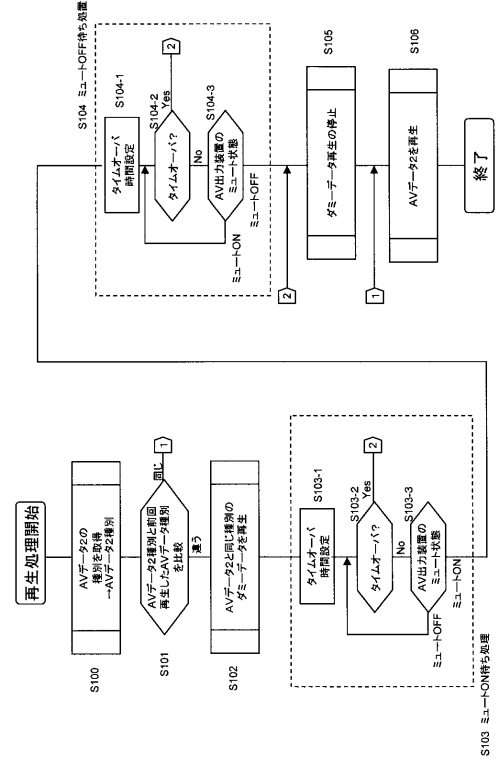 再生処理開始
S100
AVデータ2の
種別を取得
→AVデータ2種別
S101
AVデータ2種別と前回
再生したAVデータ種別
を比較
同じ
1
違う
S102
AVデータ2と同じ種別の
ダミーデータを再生
S103 ミュートON待ち処理
S103-1
タイムオーバ
時間設定
S103-2
タイムオーバ?
Yes
2
No
S103-3
AV出力装置の
ミュート状態
ミュートOFF
ミュートON
S104 ミュートOFF待ち処置
S104-1
タイムオーバ
時間設定
S104-2
タイムオーバ?
Yes
2
No
S104-3
AV出力装置の
ミュート状態
ミュートON
ミュートOFF
2
S105
ダミーデータ再生の停止
1
S106
AVデータ2を再生
終了